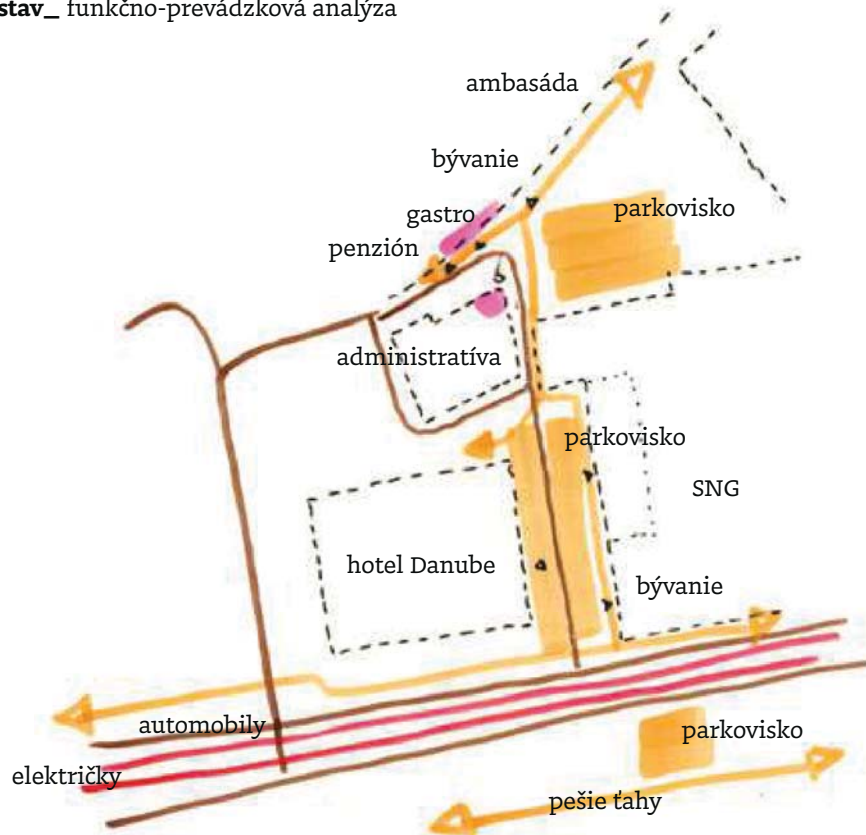 stav_ funkčno-prevádzková analýza
ambasáda
bývanie
gastro
parkovisko
penzión
administratíva
parkovisko
SNG
hotel Danube
bývanie
automobily
parkovisko
električky
pešie ťahy